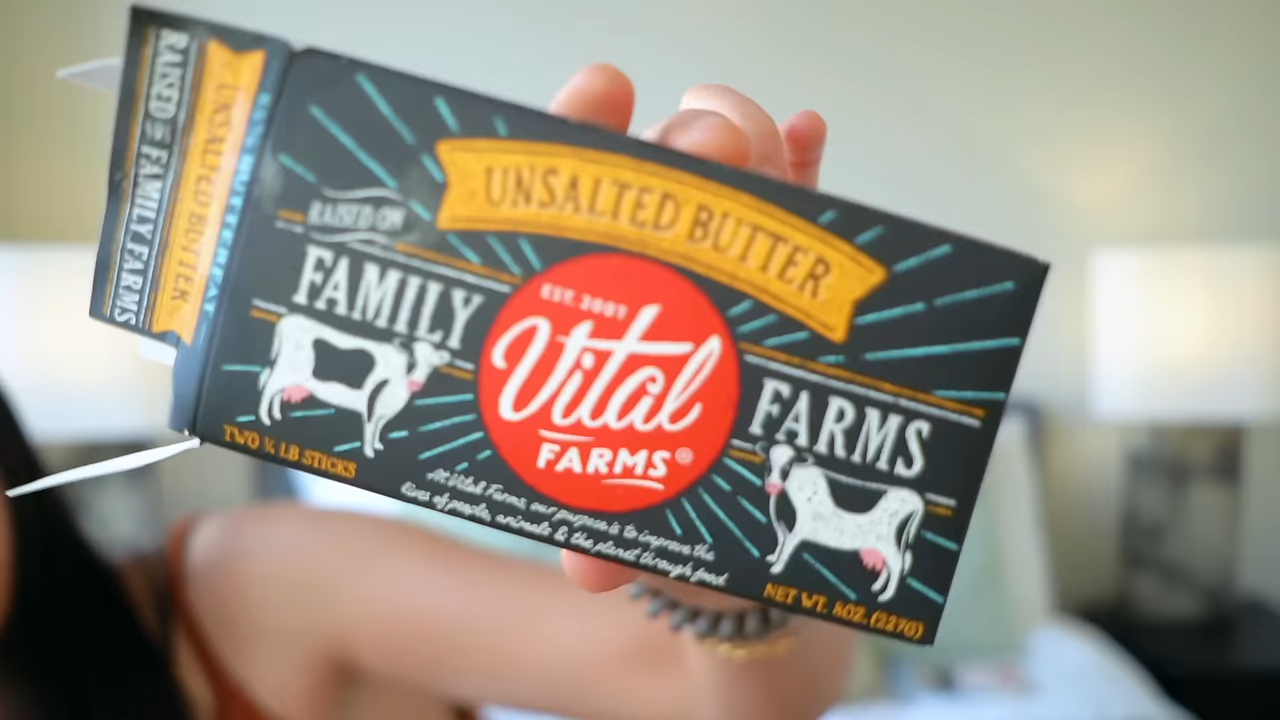 RAISED ON FAMILY FARMS
UNSALTED BUTTER
UNSALTED BUTTER
RAISED ON
FAMILY
FARMS
EST. 2007
Vital
FARMS®
TWO ¼ LB STICKS
At Vital Farms, our purpose is to improve the
lives of people, animals & the planet through food.
NET WT. 8OZ. (227G)